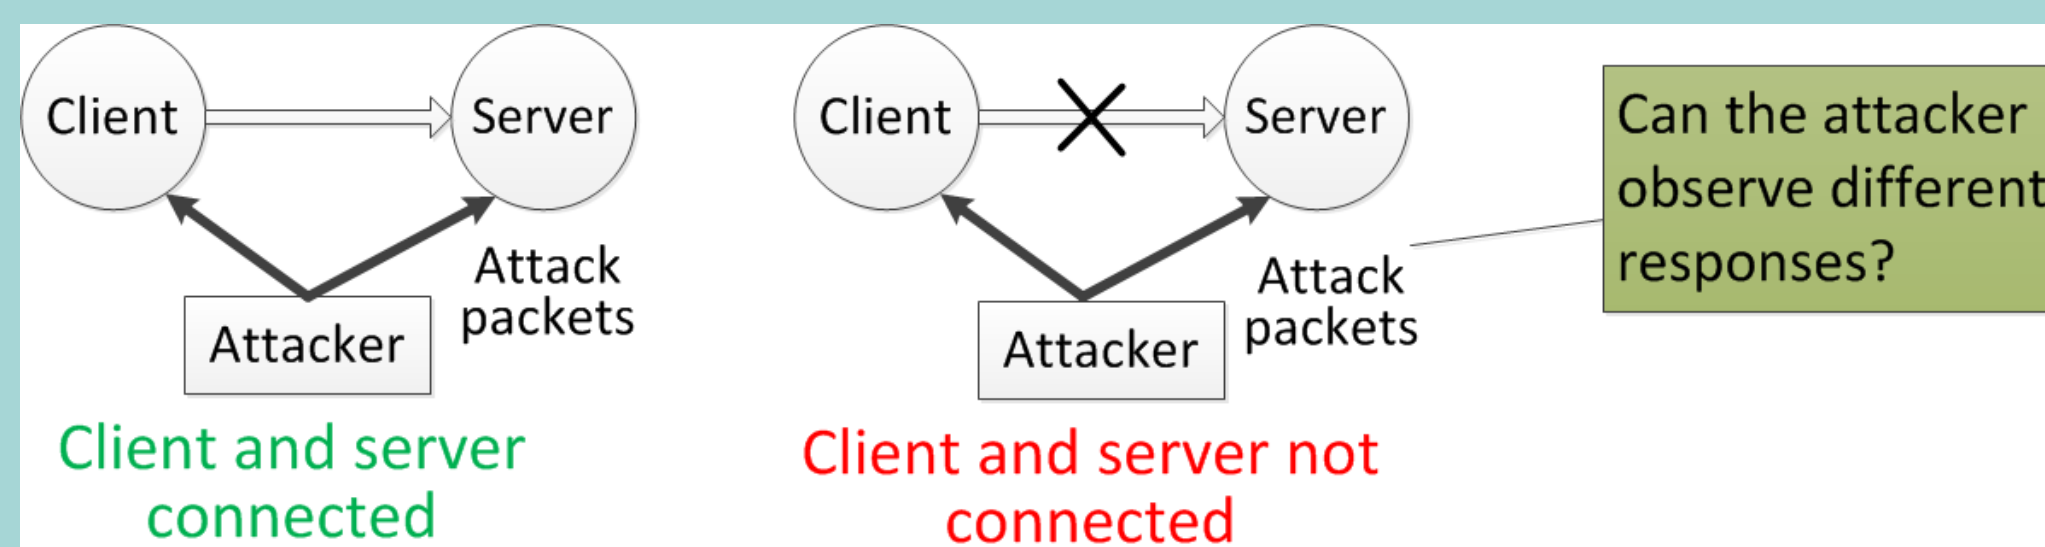 Client
Server
Attack
packets
Attacker
Client and server
connected
Client
Server
Attack
packets
Attacker
Client and server not
connected
Can the attacker
observe different
responses?